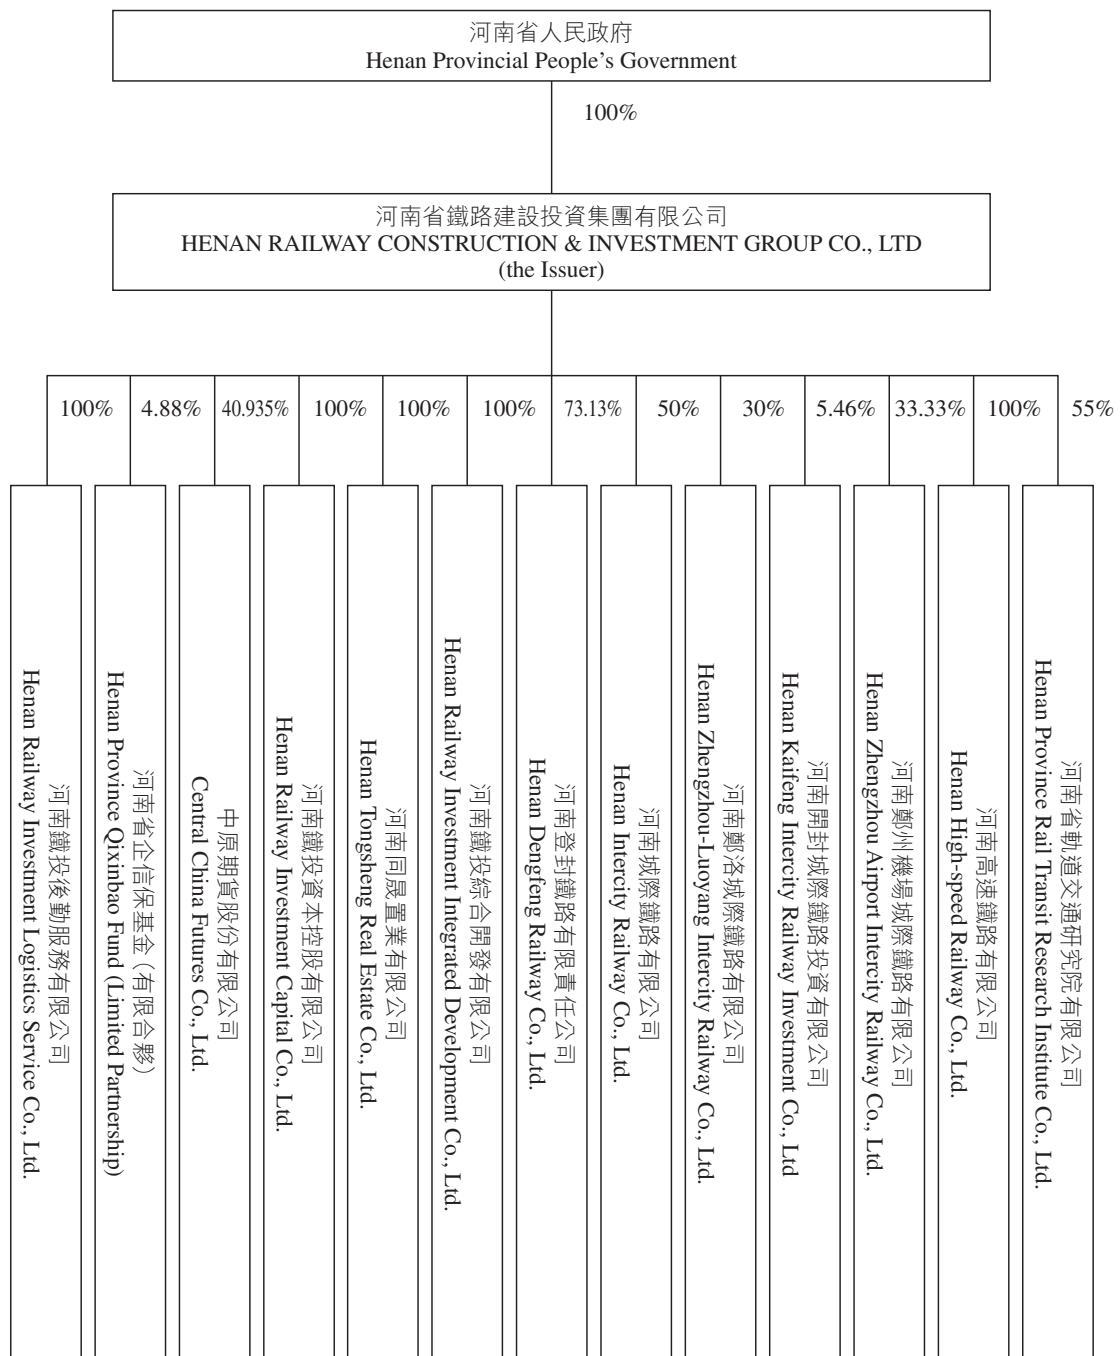 河南省人民政府
Henan Provincial People's Government
100%
河南省鐵路建設投資集團有限公司
HENAN RAILWAY CONSTRUCTION & INVESTMENT GROUP CO., LTD
(the Issuer)
100%
4.88%
40.935%
100%
100%
100%
73.13%
50%
30%
5.46%
33.33%
100%
55%
河南鐵投後勤服務有限公司
Henan Railway Investment Logistics Service Co., Ltd.
河南省企信保基金（有限合夥）
Henan Province Qixinbao Fund (Limited Partnership)
中原期貨股份有限公司
Central China Futures Co., Ltd.
河南鐵投資本控股有限公司
Henan Railway Investment Capital Co., Ltd.
河南同晟置業有限公司
Henan Tongsheng Real Estate Co., Ltd.
河南鐵投綜合開發有限公司
Henan Railway Investment Integrated Development Co., Ltd.
河南登封鐵路有限責任公司
Henan Dengfeng Railway Co., Ltd.
河南城際鐵路有限公司
Henan Intercity Railway Co., Ltd.
河南鄭洛城際鐵路有限公司
Henan Zhengzhou-Luoyang Intercity Railway Co., Ltd.
河南開封城際鐵路投資有限公司
Henan Kaifeng Intercity Railway Investment Co., Ltd
河南鄭州機場城際鐵路有限公司
Henan Zhengzhou Airport Intercity Railway Co., Ltd.
河南高速鐵路有限公司
Henan High-speed Railway Co., Ltd.
河南省軌道交通研究院有限公司
Henan Province Rail Transit Research Institute Co., Ltd.